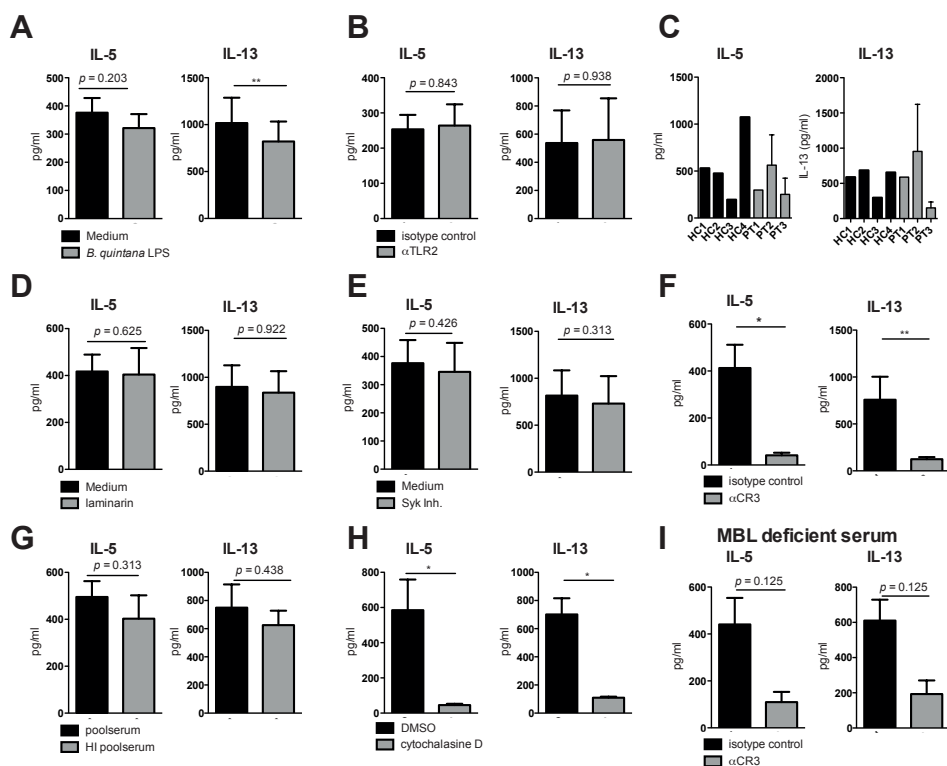 A
IL-5
IL-13
p = 0.203
**
pg/ml
500
400
300
200
100
0
pg/ml
1500
1000
500
0
Medium
B. quintana LPS
B
IL-5
IL-13
p = 0.843
p = 0.938
pg/ml
400
300
200
100
0
1000
800
600
400
200
0
isotype control
αTLR2
C
IL-5
IL-13
pg/ml
1500
1000
500
0
HC1
HC2
HC3
HC4
PT1
PT2
PT3
IL-13 (pg/ml)
2000
1500
1000
500
0
HC1
HC2
HC3
HC4
PT1
PT2
PT3
D
IL-5
IL-13
p = 0.625
p = 0.922
pg/ml
600
400
200
0
1500
1000
500
0
Medium
laminarin
E
IL-5
IL-13
p = 0.426
p = 0.313
pg/ml
500
400
300
200
100
0
pg/ml
1500
1000
500
0
Medium
Syk Inh.
F
IL-5
IL-13
*
**
pg/ml
600
400
200
0
1500
1000
500
0
isotype control
αCR3
G
IL-5
IL-13
p = 0.313
p = 0.438
pg/ml
600
400
200
0
pg/ml
1000
800
600
400
200
0
poolserum
HI poolserum
H
IL-5
IL-13
*
*
pg/ml
800
600
400
200
0
pg/ml
1000
800
600
400
200
0
DMSO
cytochalasine D
I
MBL deficient serum
IL-5
IL-13
p = 0.125
p = 0.125
pg/ml
600
400
200
0
pg/ml
800
600
400
200
0
isotype control
αCR3